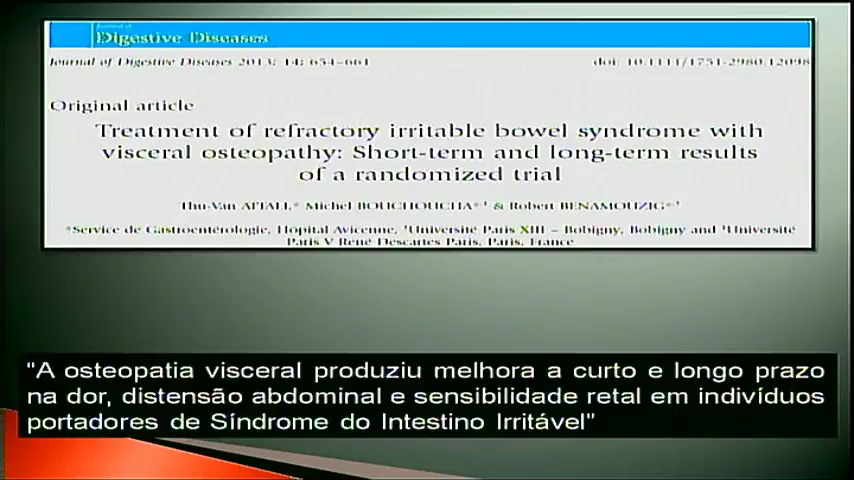 Journal of
Digestive Diseases
Journal of Digestive Diseases 2013; 14; 654–661
doi: 10.1111/1751-2980.12098
Original article
Treatment of refractory irritable bowel syndrome with
visceral osteopathy: Short-term and long-term results
of a randomized trial
Thu-Van ATTALI,* Michel BOUCHOUCHA*† & Robert BENAMOUZIG*†
*Service de Gastroenterologie, Hôpital Avicenne, †Université Paris XIII – Bobigny, Bobigny and ‡Université
Paris V René Descartes Paris, Paris, France
"A osteopatia visceral produziu melhora a curto e longo prazo
na dor, distensão abdominal e sensibilidade retal em indivíduos
portadores de Síndrome do Intestino Irritável"